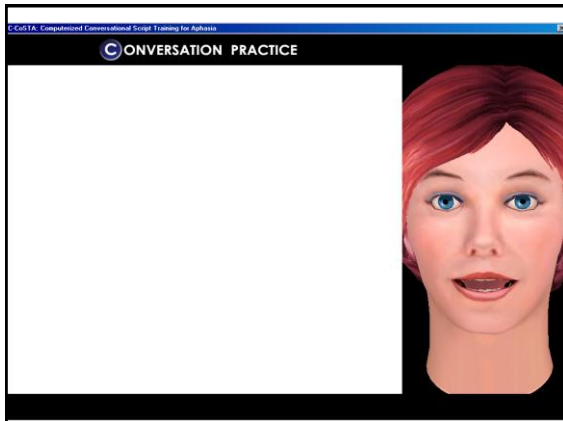 C-CoSTA: Computerized Conversational Script Training for Aphasia
CONVERSATION PRACTICE